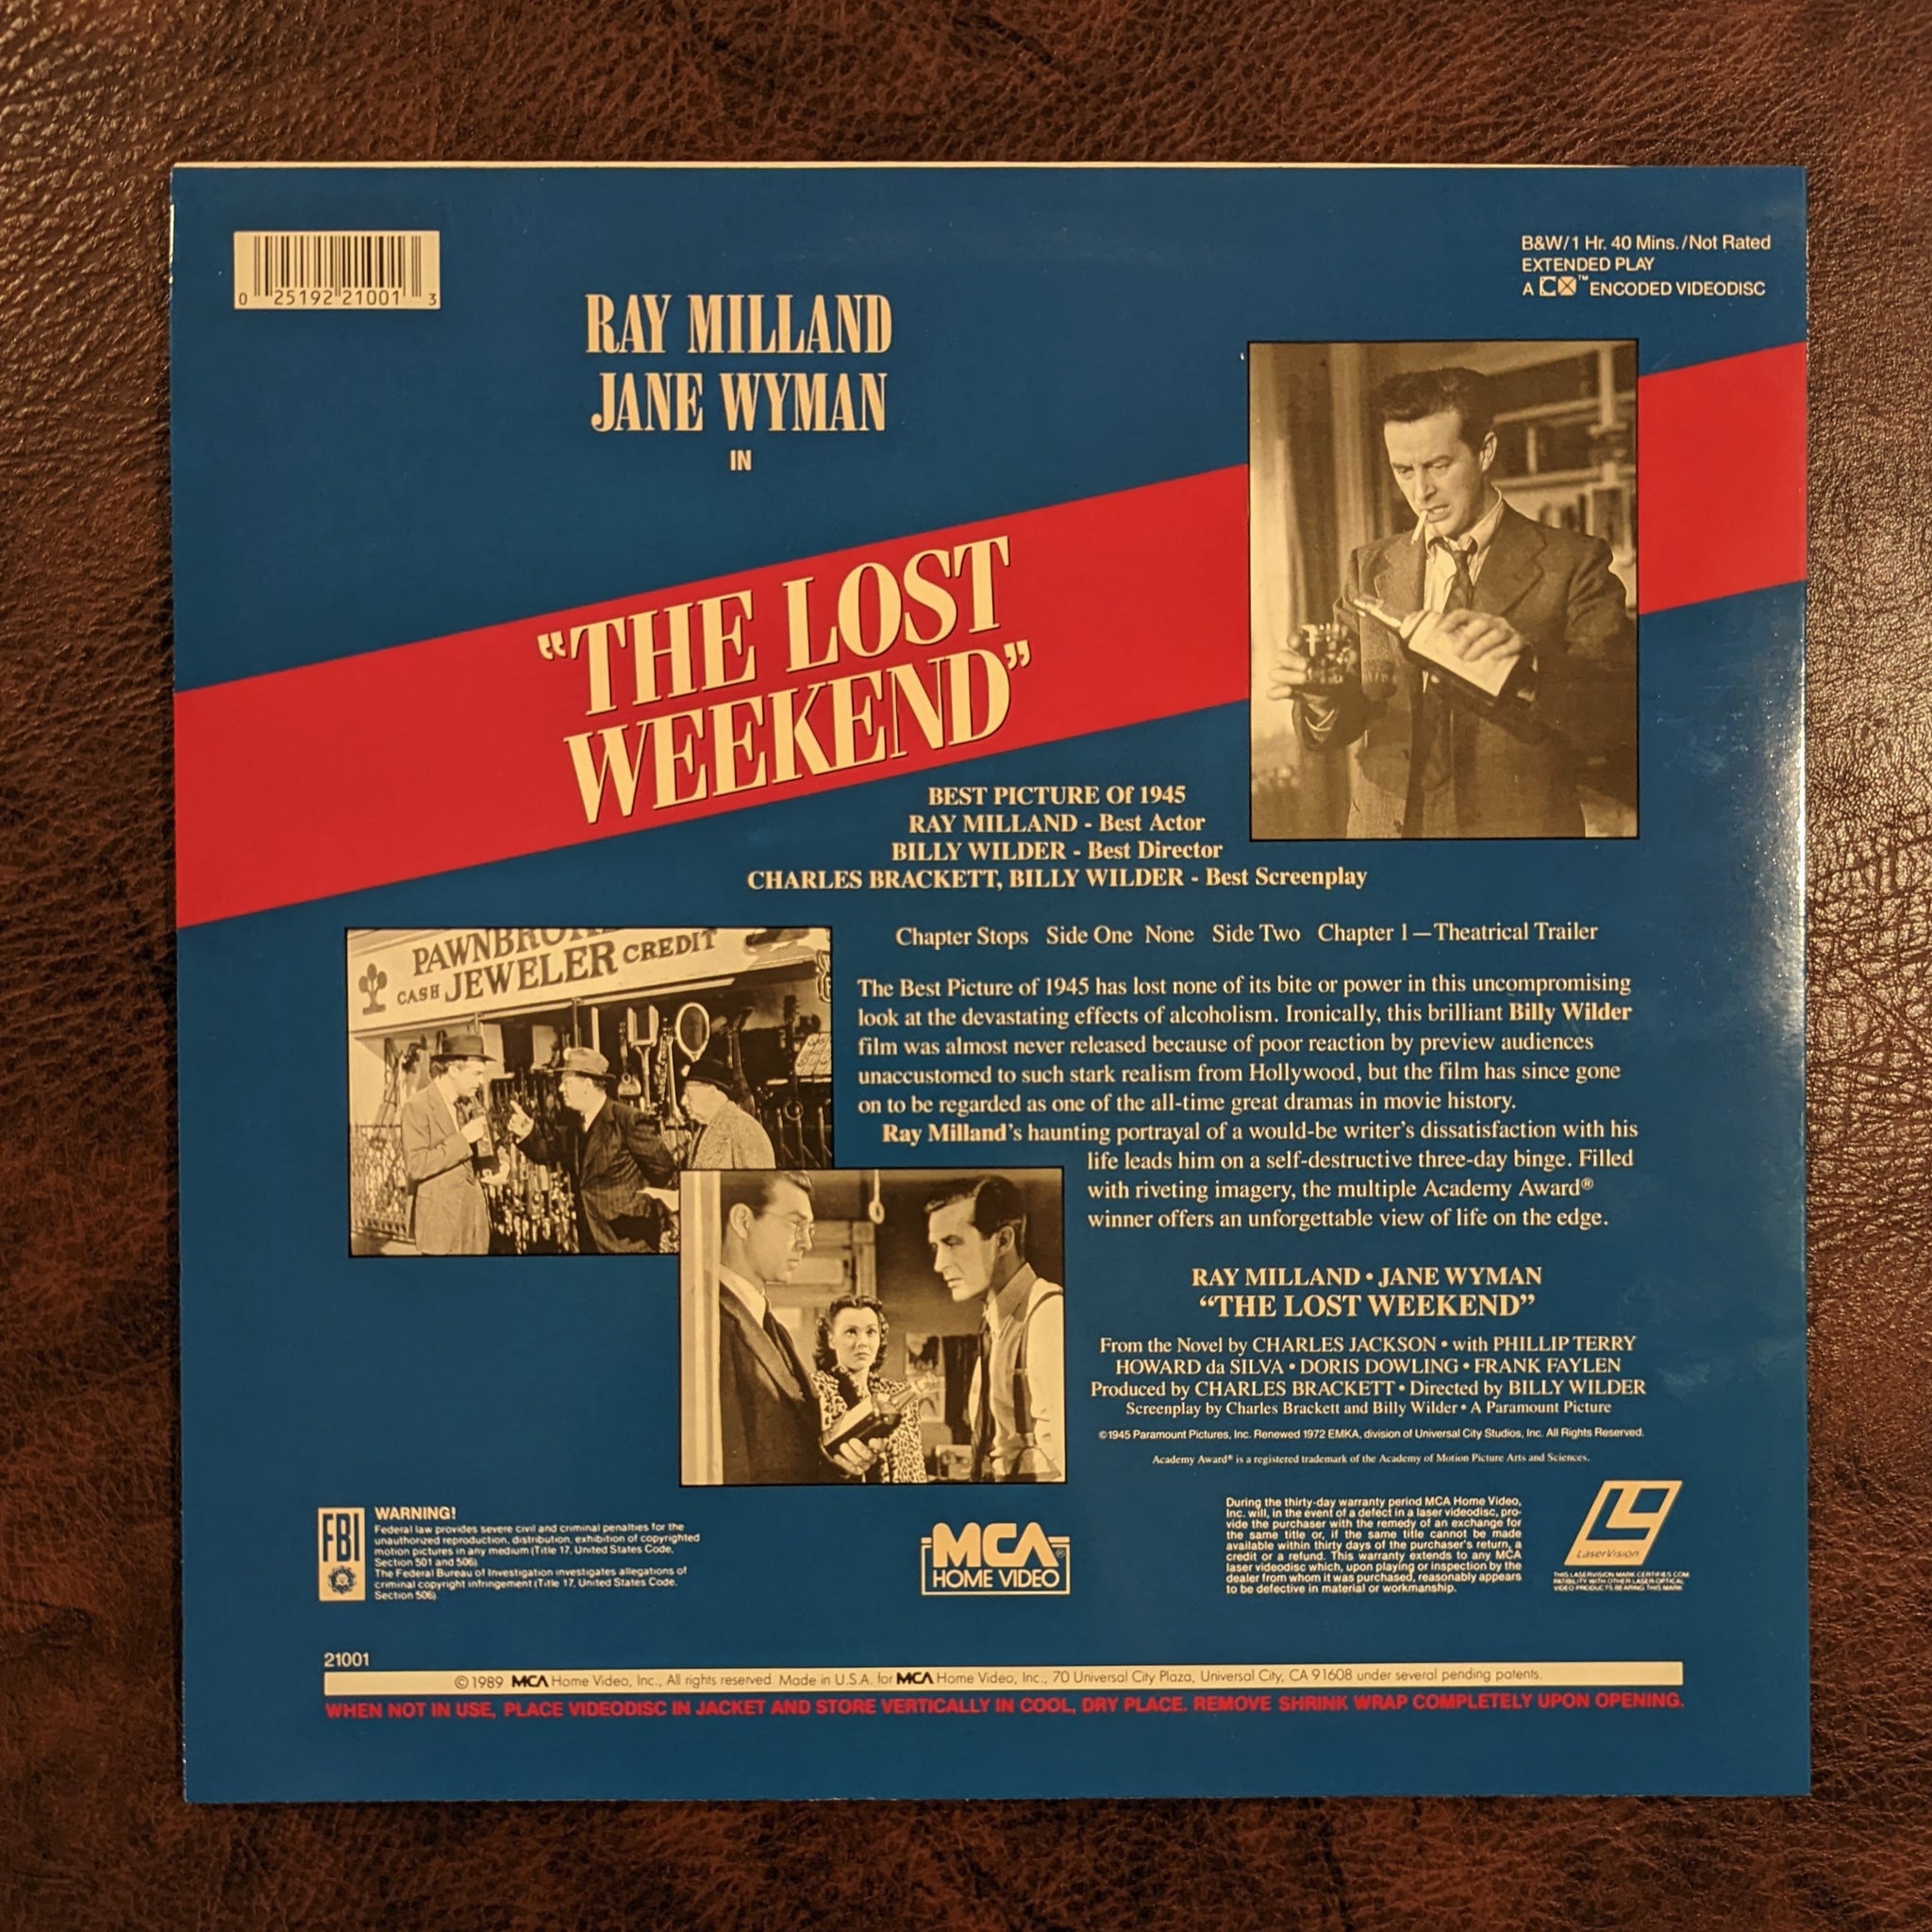 0 25192 21001 3
B&W/1 Hr. 40 Mins./Not Rated
EXTENDED PLAY
A CX™ ENCODED VIDEODISC
RAY MILLAND
JANE WYMAN
IN
“THE LOST
WEEKEND”
BEST PICTURE Of 1945
RAY MILLAND - Best Actor
BILLY WILDER - Best Director
CHARLES BRACKETT, BILLY WILDER - Best Screenplay
Chapter Stops Side One None Side Two Chapter 1—Theatrical Trailer
JEWELER CREDIT
CASH
The Best Picture of 1945 has lost none of its bite or power in this uncompromising
look at the devastating effects of alcoholism. Ironically, this brilliant Billy Wilder
film was almost never released because of poor reaction by preview audiences
unaccustomed to such stark realism from Hollywood, but the film has since gone
on to be regarded as one of the all-time great dramas in movie history.
Ray Milland's haunting portrayal of a would-be writer's dissatisfaction with his
life leads him on a self-destructive three-day binge. Filled
with riveting imagery, the multiple Academy Award®
winner offers an unforgettable view of life on the edge.
RAY MILLAND • JANE WYMAN
“THE LOST WEEKEND”
From the Novel by CHARLES JACKSON • with PHILLIP TERRY
HOWARD da SILVA • DORIS DOWLING • FRANK FAYLEN
Produced by CHARLES BRACKETT • Directed by BILLY WILDER
Screenplay by Charles Brackett and Billy Wilder • A Paramount Picture
©1945 Paramount Pictures, Inc. Renewed 1972 EMKA, division of Universal City Studios, Inc. All Rights Reserved.
Academy Award® is a registered trademark of the Academy of Motion Picture Arts and Sciences.
FBI
WARNING!
Federal law provides severe civil and criminal penalties for the
unauthorized reproduction, distribution, exhibition of copyrighted
motion pictures in any medium (Title 17, United States Code,
Section 501 and 506)
The Federal Bureau of Investigation investigates allegations of
criminal copyright infringement (Title 17, United States Code,
Section 506)
MCA®
HOME VIDEO
During the thirty-day warranty period MCA Home Video,
Inc. will, in the event of a defect in a laser videodisc, pro-
vide the purchaser with the remedy of an exchange for
the same title or, if the same title cannot be made
available within thirty days of the purchaser's return, a
credit or a refund. This warranty extends to any MCA
laser videodisc which, upon playing or inspection by the
dealer from whom it was purchased, reasonably appears
to be defective in material or workmanship.
LaserVision
THIS LASERVISION MARK CERTIFIES COM-
PATIBILITY WITH OTHER LASER OPTICAL
VIDEO PRODUCTS BEARING THIS MARK
21001
©1989 MCA Home Video, Inc., All rights reserved. Made in U.S.A. for MCA Home Video, Inc., 70 Universal City Plaza, Universal City, CA 91608 under several pending patents.
WHEN NOT IN USE, PLACE VIDEODISC IN JACKET AND STORE VERTICALLY IN COOL, DRY PLACE. REMOVE SHRINK WRAP COMPLETELY UPON OPENING.